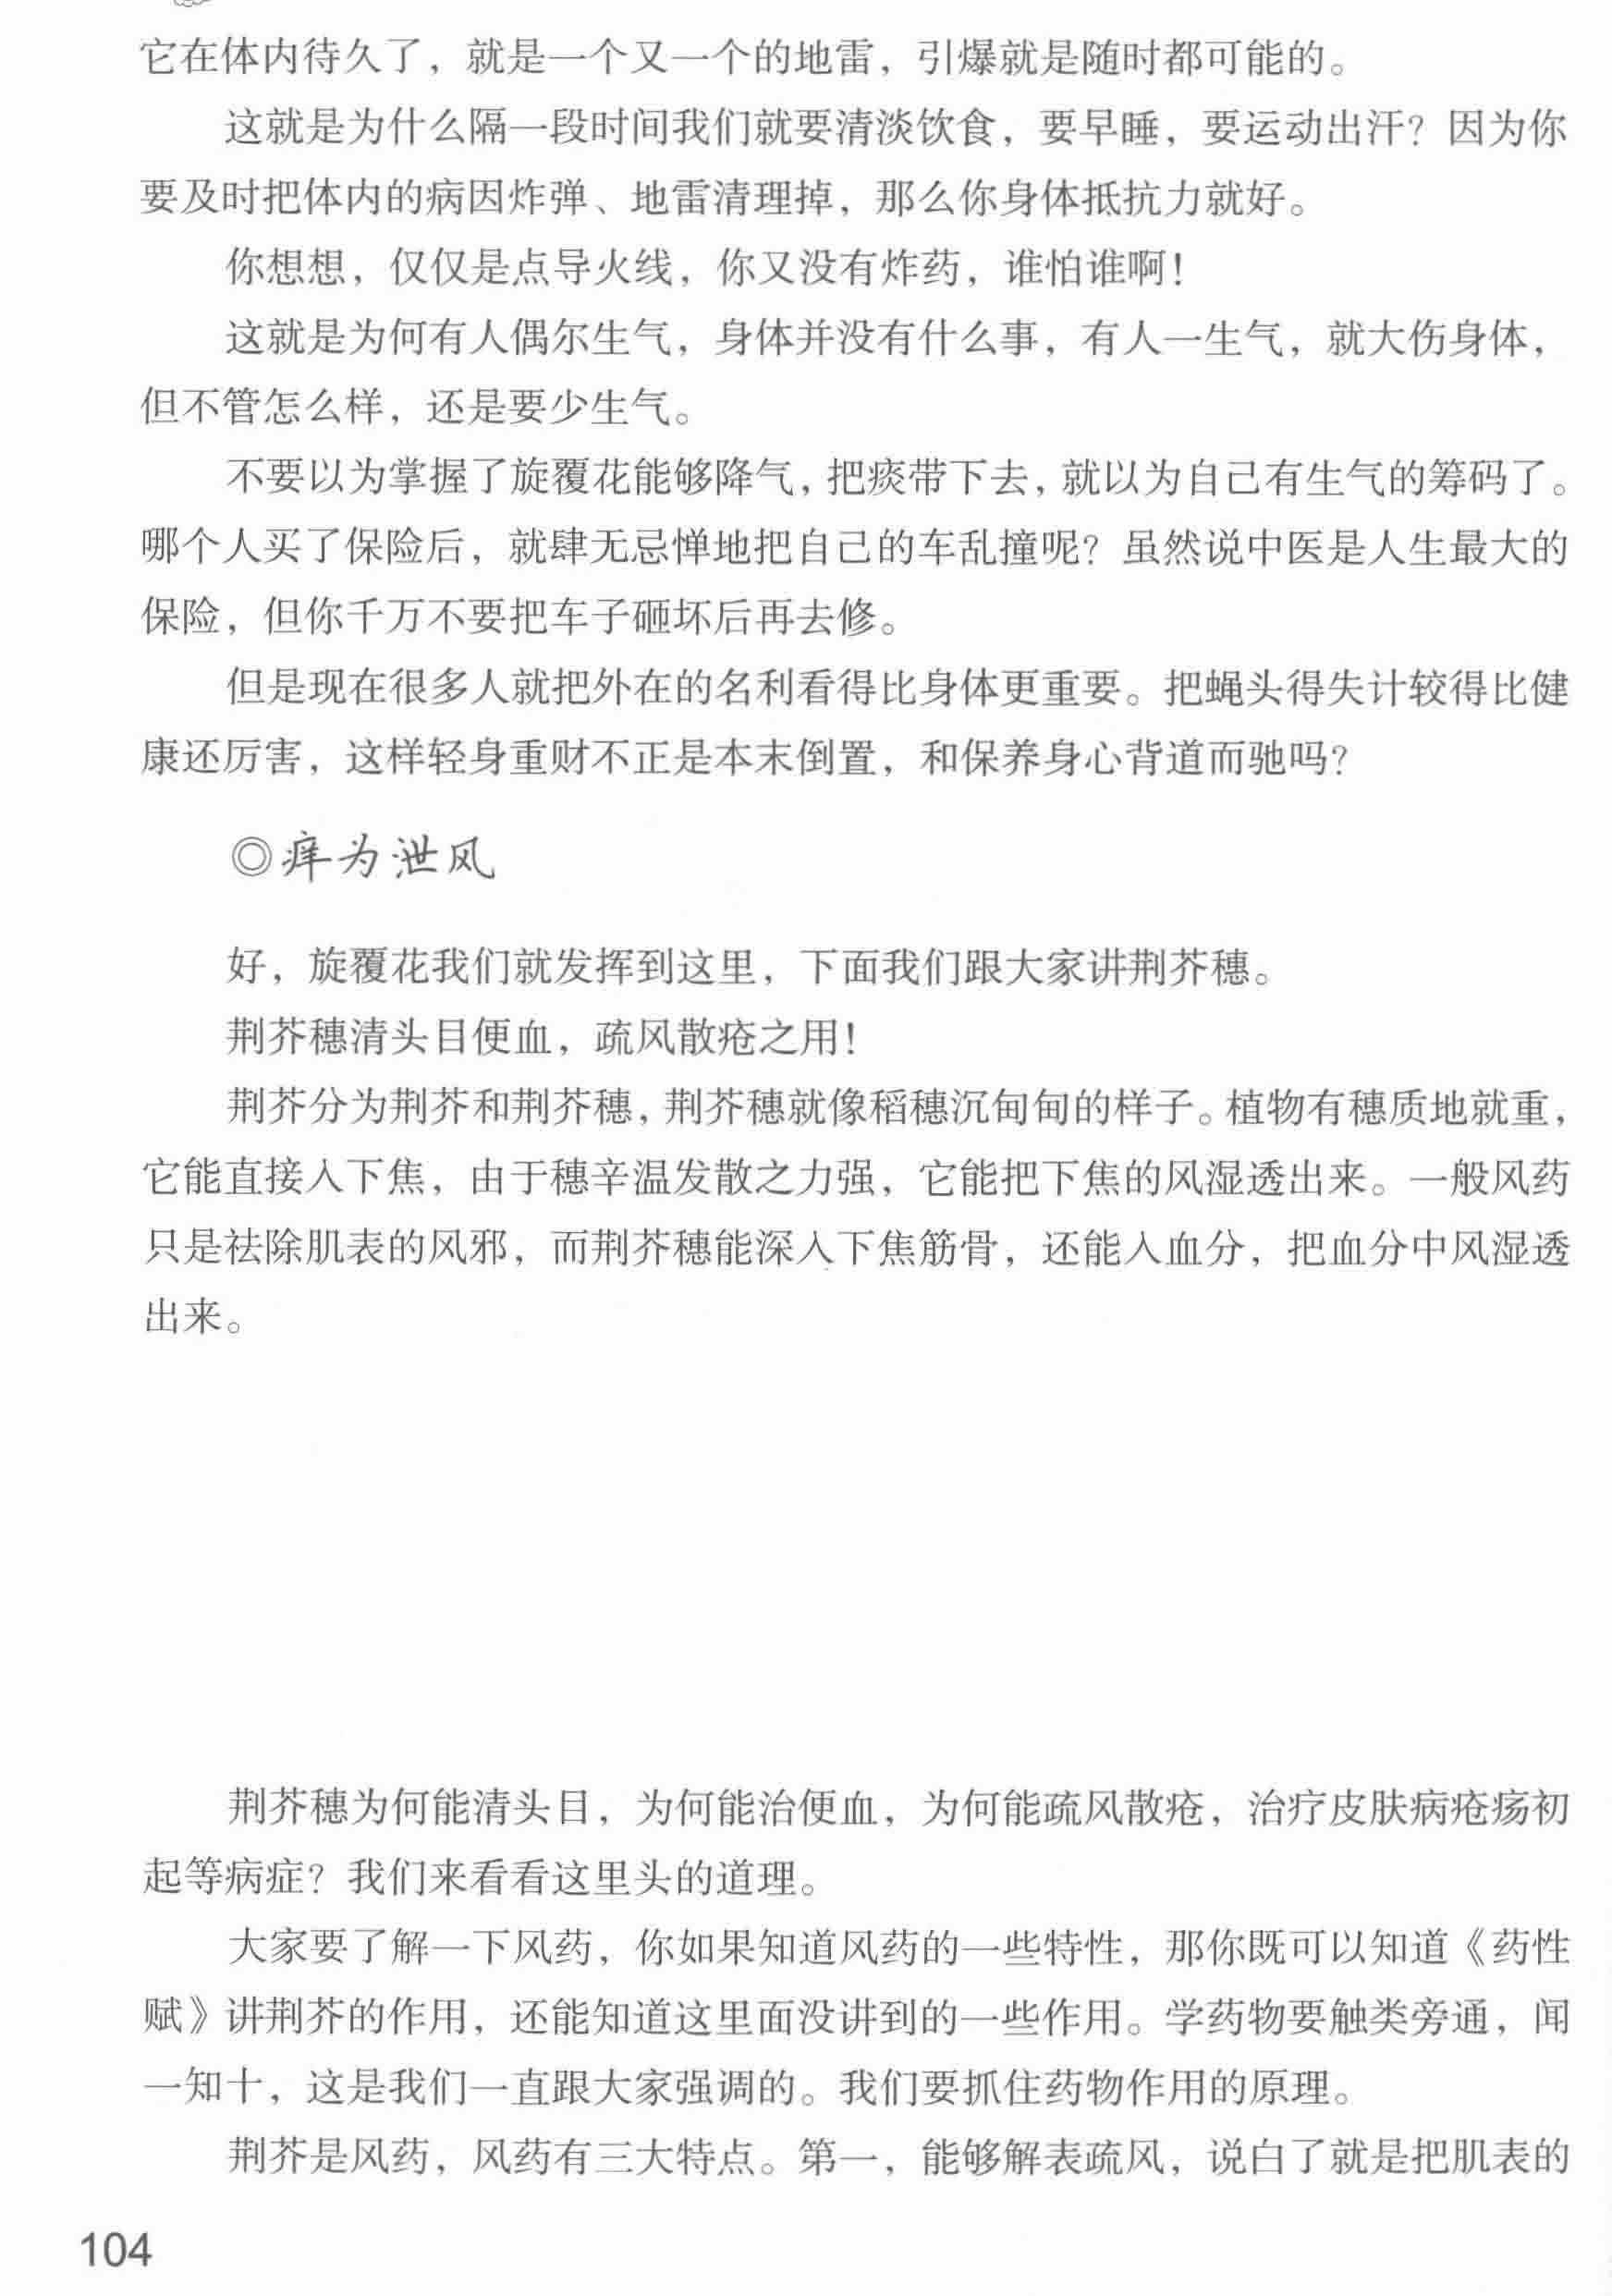 它在体内待久了，就是一个又一个的地雷，引爆就是随时都可能的。
这就是为什么隔一段时间我们就要清淡饮食，要早睡，要运动出汗？因为你
要及时把体内的病因炸弹、地雷清理掉，那么你身体抵抗力就好。
你想想，仅仅是点导火线，你又没有炸药，谁怕谁啊！
这就是为何有人偶尔生气，身体并没有什么事，有人一生气，就大伤身体，
但不管怎么样，还是要少生气。
不要以为掌握了旋覆花能够降气，把痰带下去，就以为自己有生气的筹码了。
哪个人买了保险后，就肆无忌惮地把自己的车乱撞呢？虽然说中医是人生最大的
保险，但你千万不要把车子砸坏后再去修。
但是现在很多人就把外在的名利看得比身体更重要。把蝇头得失计较得比健
康还厉害，这样轻身重财不正是本末倒置，和保养身心背道而驰吗？
◎痒为泄风
好，旋覆花我们就发挥到这里，下面我们跟大家讲荆芥穗。
荆芥穗清头目便血，疏风散疮之用！
荆芥分为荆芥和荆芥穗，荆芥穗就像稻穗沉甸甸的样子。植物有穗质地就重，
它能直接入下焦，由于穗辛温发散之力强，它能把下焦的风湿透出来。一般风药
只是祛除肌表的风邪，而荆芥穗能深入下焦筋骨，还能入血分，把血分中风湿透
出来。
荆芥穗为何能清头目，为何能治便血，为何能疏风散疮，治疗皮肤病疮疡初
起等病症？我们来看看这里头的道理。
大家要了解一下风药，你如果知道风药的一些特性，那你既可以知道《药性
赋》讲荆芥的作用，还能知道这里面没讲到的一些作用。学药物要触类旁通，闻
一知十，这是我们一直跟大家强调的。我们要抓住药物作用的原理。
荆芥是风药，风药有三大特点。第一，能够解表疏风，说白了就是把肌表的
104